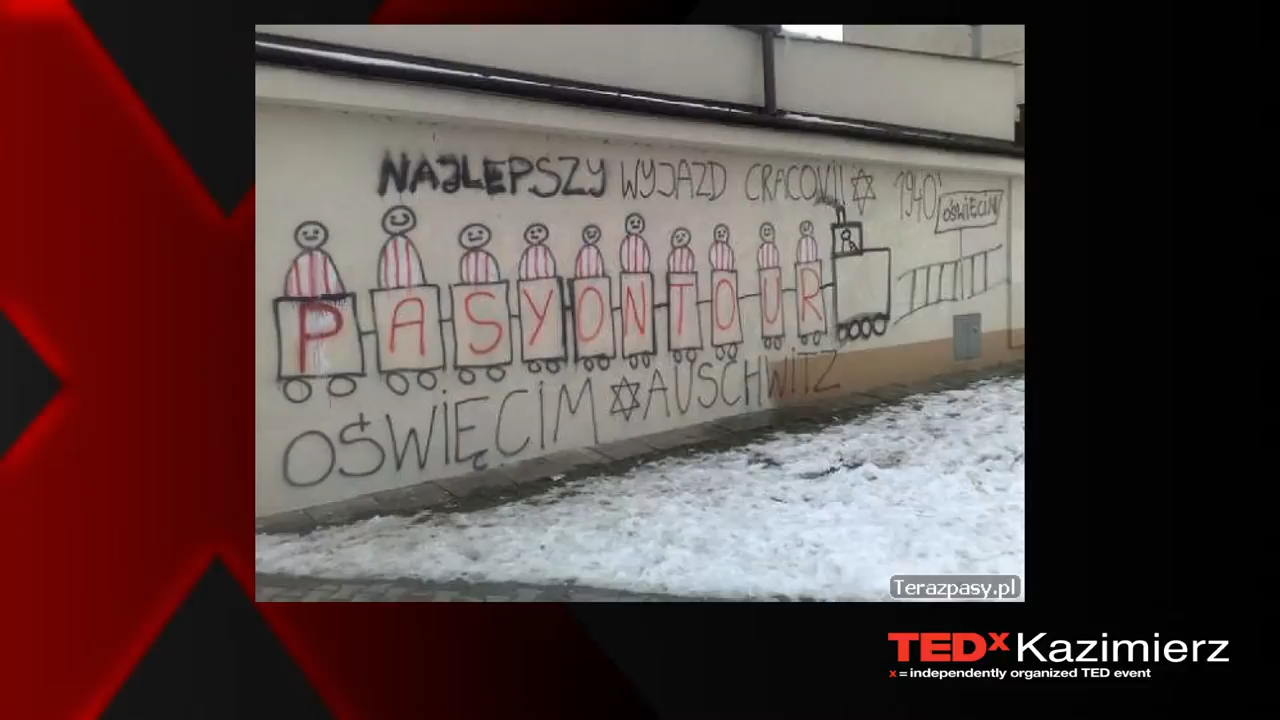 NAJLEPSZY WYJAZD CRACOVII 1940
OŚWIĘCIM
PASYONTOUR
OŚWIĘCIM AUSCHWITZ
Terazpasy.pl
TEDxKazimierz
x = independently organized TED event